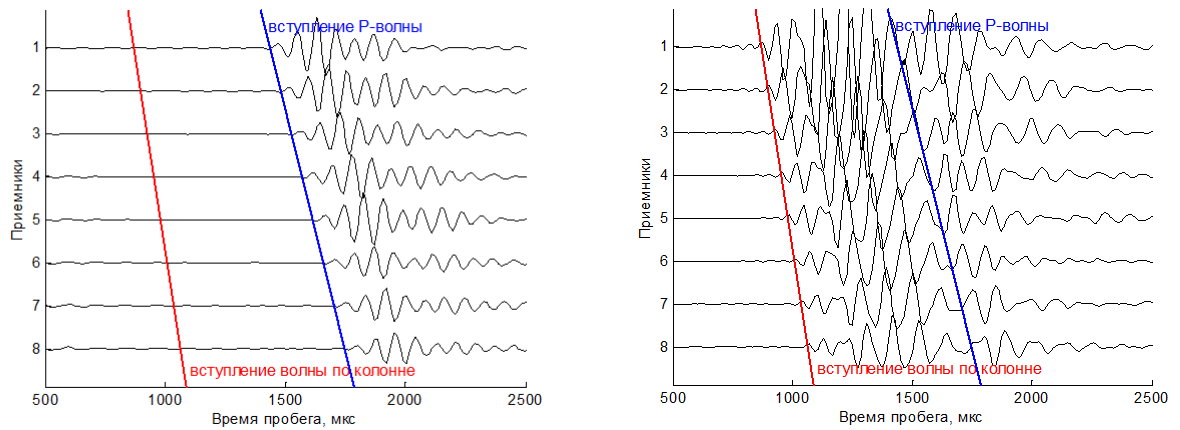 вступление P-волны
1
2
3
4
5
6
7
8
Приемники
вступление волны по колонне
500 1000 1500 2000 2500
Время пробега, мкс
вступление P-волны
1
2
3
4
5
6
7
8
Приемники
вступление волны по колонне
500 1000 1500 2000 2500
Время пробега, мкс